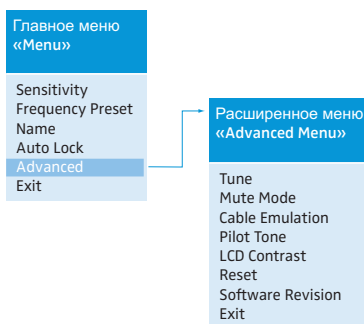 Главное меню
«Menu»
Sensitivity
Frequency Preset
Name
Auto Lock
Advanced
Exit
Расширенное меню
«Advanced Menu»
Tune
Mute Mode
Cable Emulation
Pilot Tone
LCD Contrast
Reset
Software Revision
Exit